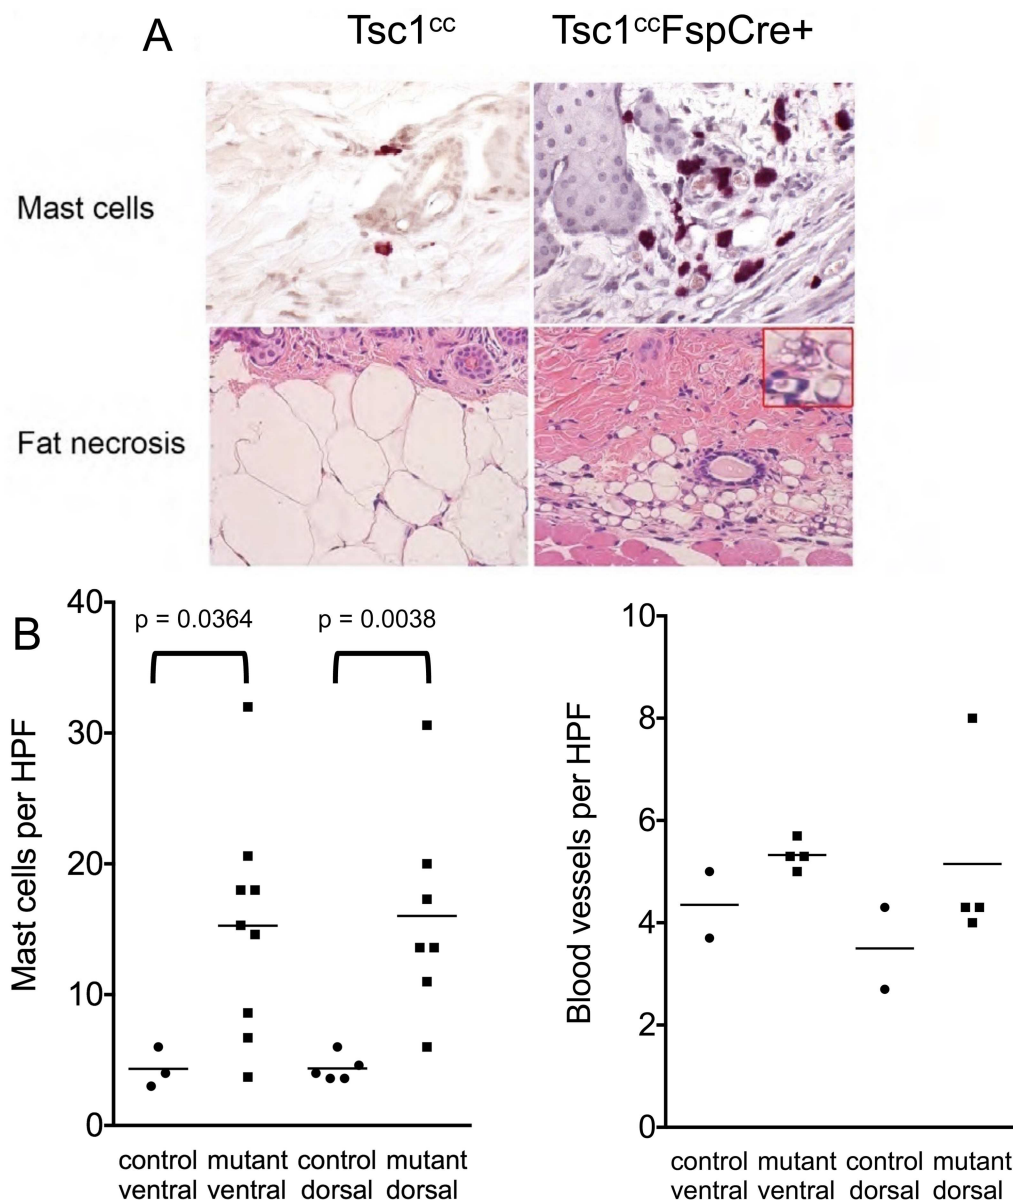 A
Tsc1ᶜᶜ
Tsc1ᶜᶜFspCre+
Mast cells
Fat necrosis
B
p = 0.0364
p = 0.0038
Mast cells per HPF
40
30
20
10
0
control ventral
mutant ventral
control dorsal
mutant dorsal
Blood vessels per HPF
10
8
6
4
2
0
control ventral
mutant ventral
control dorsal
mutant dorsal